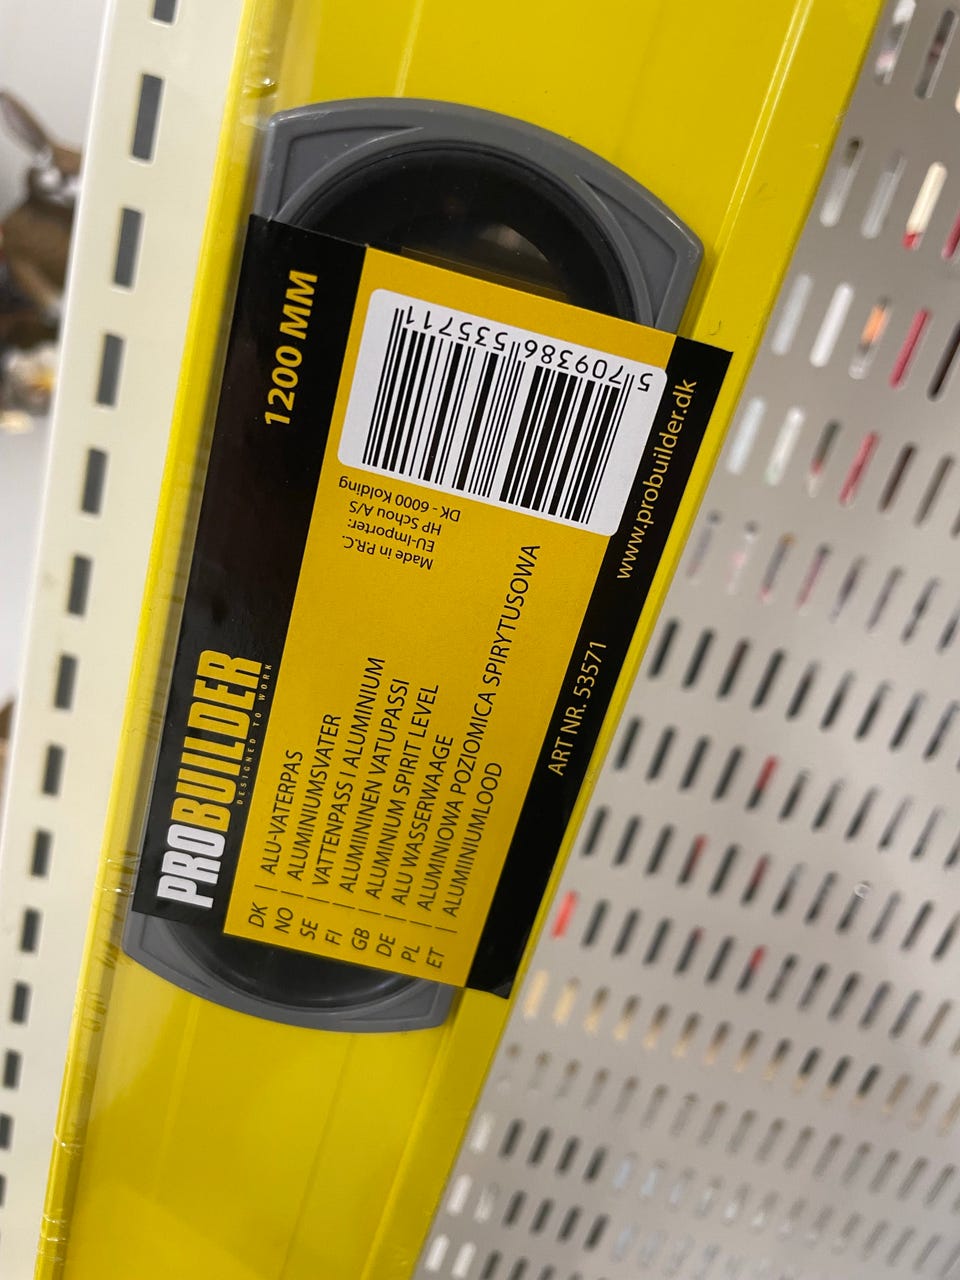 1200 MM
PROBUILDER
DESIGNED TO WORK
DK | ALU-VATERPAS
NO | ALUMINIUMSVATER
SE | VATTENPASS I ALUMINIUM
FI | ALUMIININEN VATUPASSI
GB | ALUMINIUM SPIRIT LEVEL
DE | ALU WASSERWAAGE
PL | ALUMINIOWA POZIOMICA SPIRYTUSOWA
ET | ALUMIINIUMLOOD
Made in P.R.C.
EU-Importer:
HP Schou A/S
DK - 6000 Kolding
5 709386 535711
ART NR. 53571
www.probuilder.dk